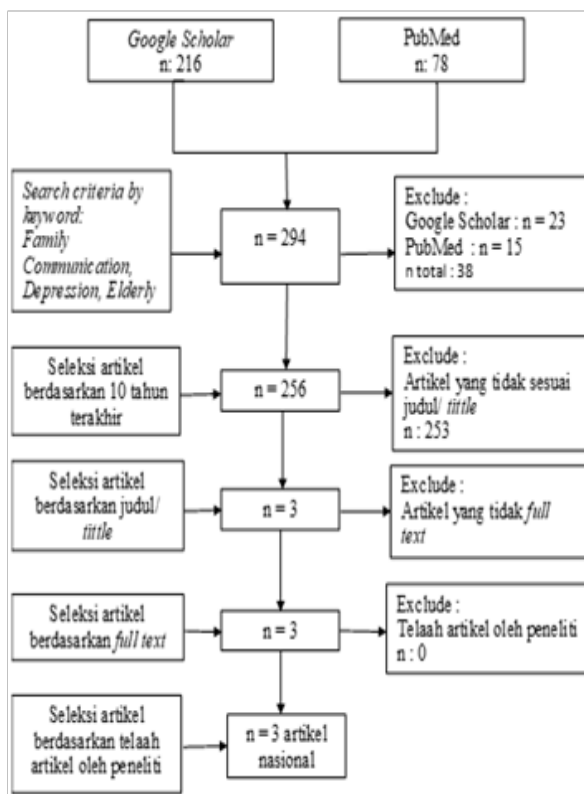 Google Scholar
n: 216
PubMed
n: 78
Search criteria by
keyword:
Family
Communication,
Depression, Elderly
n = 294
Exclude :
Google Scholar : n = 23
PubMed : n = 15
n total : 38
Seleksi artikel
berdasarkan 10 tahun
terakhir
n = 256
Exclude :
Artikel yang tidak sesuai
judul/ tittle
n : 253
Seleksi artikel
berdasarkan judul/
tittle
n = 3
Exclude :
Artikel yang tidak full
text
Seleksi artikel
berdasarkan full text
n = 3
Exclude :
Telaah artikel oleh peneliti
n : 0
Seleksi artikel
berdasarkan telaah
artikel oleh peneliti
n = 3 artikel
nasional